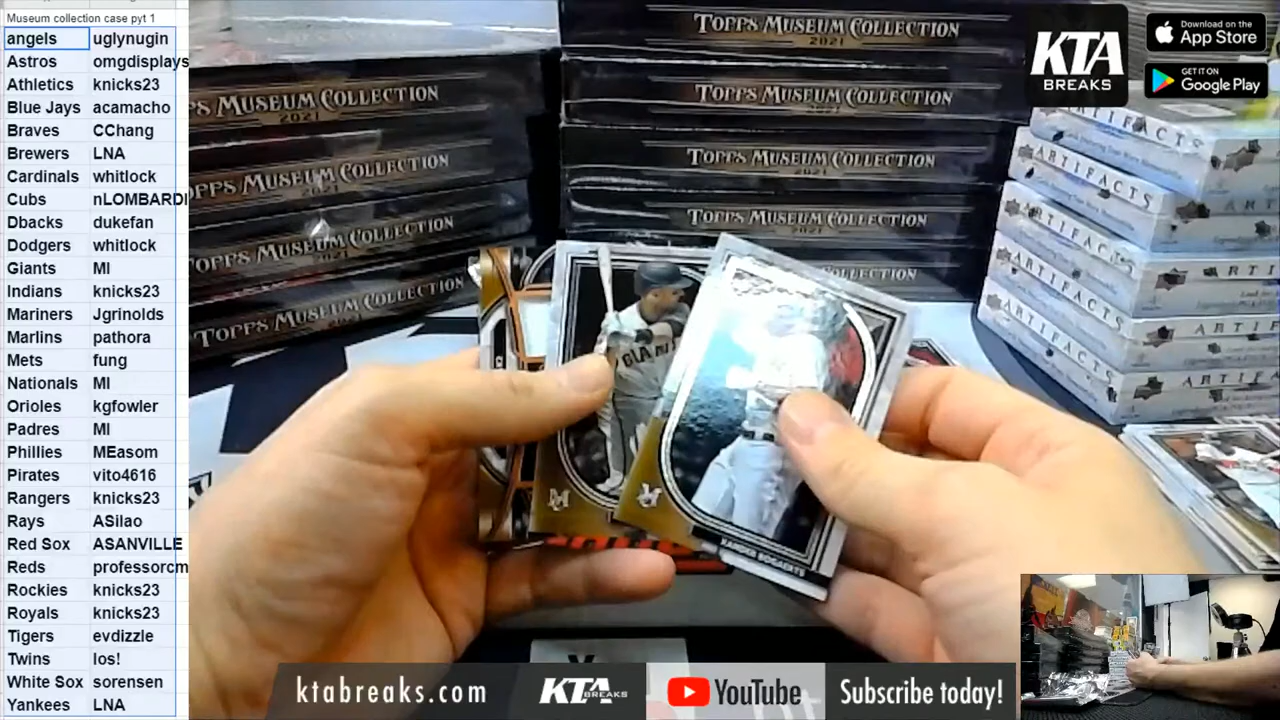 Museum collection case pyt 1
angels uglynugin
Astros omgdisplays
Athletics knicks23
Blue Jays acamacho
Braves CChang
Brewers LNA
Cardinals whitlock
Cubs nLOMBARDI
Dbacks dukefan
Dodgers whitlock
Giants MI
Indians knicks23
Mariners Jgrinolds
Marlins pathora
Mets fung
Nationals MI
Orioles kgfowler
Padres MI
Phillies MEasom
Pirates vito4616
Rangers knicks23
Rays ASilao
Red Sox ASANVILLE
Reds professorcm
Rockies knicks23
Royals knicks23
Tigers evdizzle
Twins los!
White Sox sorensen
Yankees LNA
TOPPS MUSEUM COLLECTION
2021
TOPPS MUSEUM COLLECTION
2021
TOPPS MUSEUM COLLECTION
TOPPS MUSEUM COLLECTION
PS MUSEUM COLLECTION
2021
TOPPS MUSEUM COLLECTION
OPPS MUSEUM COLLECTION
TOPPS MUSEUM COLLECTION
KTA
BREAKS
Download on the
App Store
GET IT ON
Google Play
ARTIFACTS
ARTIFACTS
ARTIFACTS
ARTIFACTS
ARTIFACTS
GIANT
XANDER BOGAERTS
ktabreaks.com
KTA BREAKS
YouTube
Subscribe today!